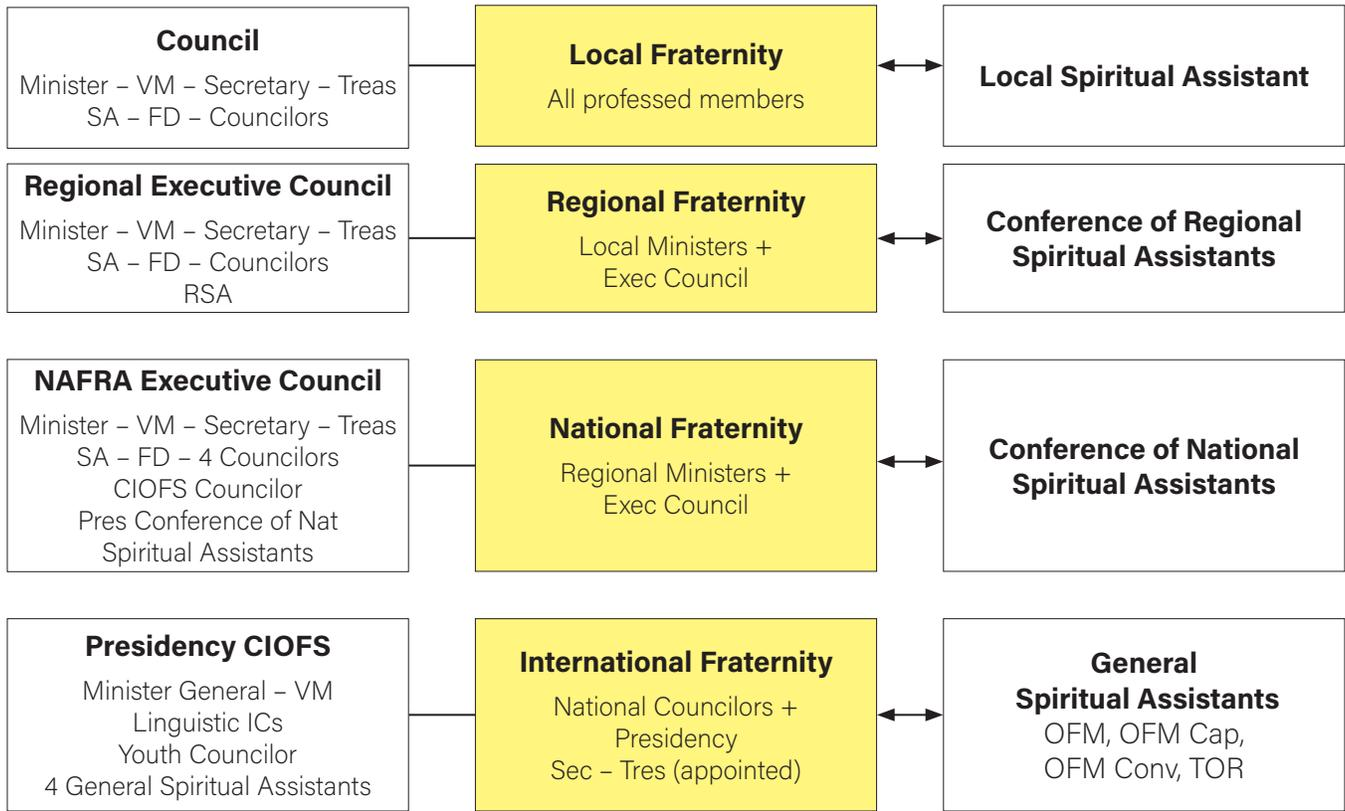 Council
Minister – VM – Secretary – Treas
SA – FD – Councilors
Local Fraternity
All professed members
Local Spiritual Assistant
Regional Executive Council
Minister – VM – Secretary – Treas
SA – FD – Councilors
RSA
Regional Fraternity
Local Ministers +
Exec Council
Conference of Regional
Spiritual Assistants
NAFRA Executive Council
Minister – VM – Secretary – Treas
SA – FD – 4 Councilors
CIOFS Councilor
Pres Conference of Nat
Spiritual Assistants
National Fraternity
Regional Ministers +
Exec Council
Conference of National
Spiritual Assistants
Presidency CIOFS
Minister General – VM
Linguistic ICs
Youth Councilor
4 General Spiritual Assistants
International Fraternity
National Councilors +
Presidency
Sec – Tres (appointed)
General
Spiritual Assistants
OFM, OFM Cap,
OFM Conv, TOR